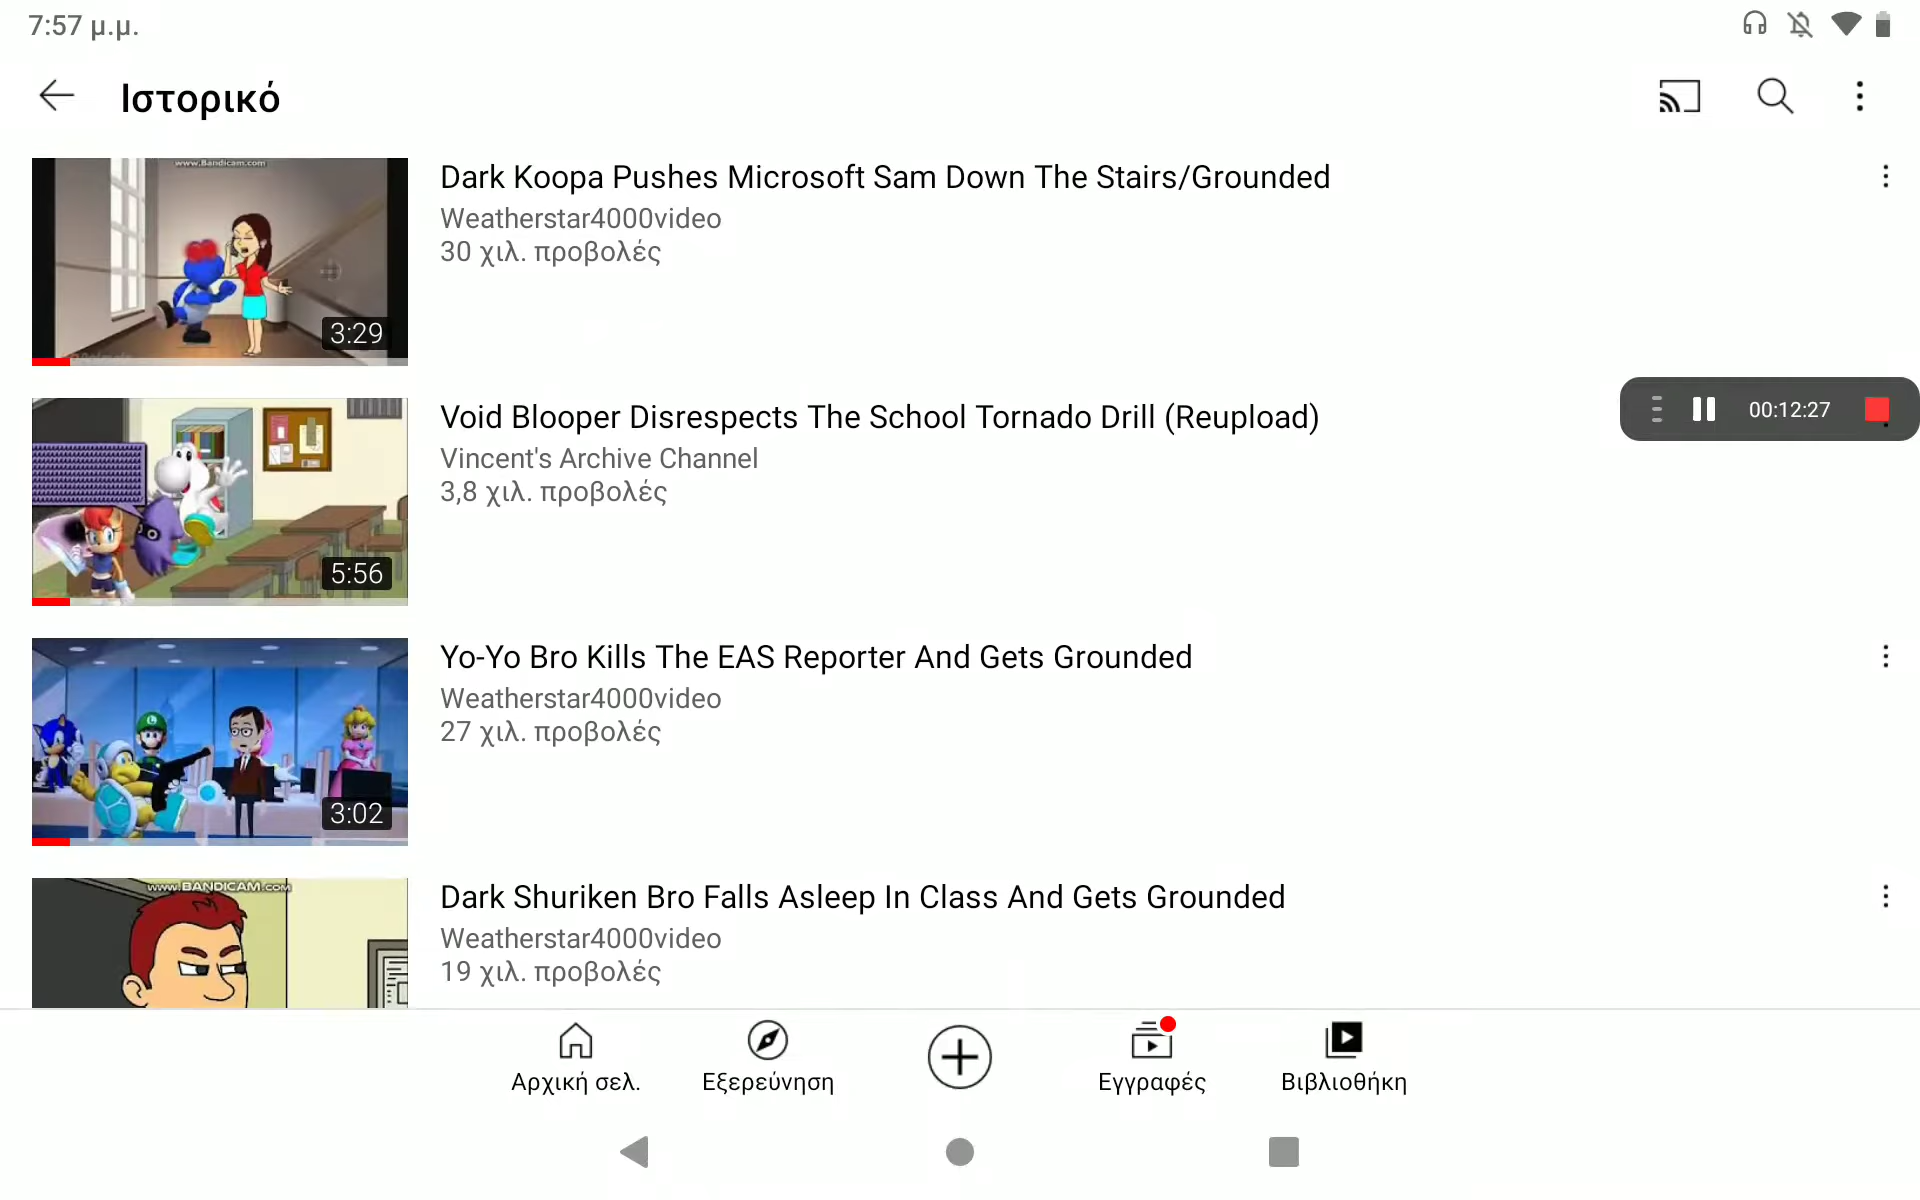 7:57 μ.μ.
Ιστορικό
www.Bandicam.com
Dark Koopa Pushes Microsoft Sam Down The Stairs/Grounded
Weatherstar4000video
30 χιλ. προβολές
3:29
Void Blooper Disrespects The School Tornado Drill (Reupload)
Vincent's Archive Channel
3,8 χιλ. προβολές
00:12:27
5:56
Yo-Yo Bro Kills The EAS Reporter And Gets Grounded
Weatherstar4000video
27 χιλ. προβολές
3:02
www.BANDICAM.COM
Dark Shuriken Bro Falls Asleep In Class And Gets Grounded
Weatherstar4000video
19 χιλ. προβολές
Αρχική σελ.
Εξερεύνηση
Εγγραφές
Βιβλιοθήκη